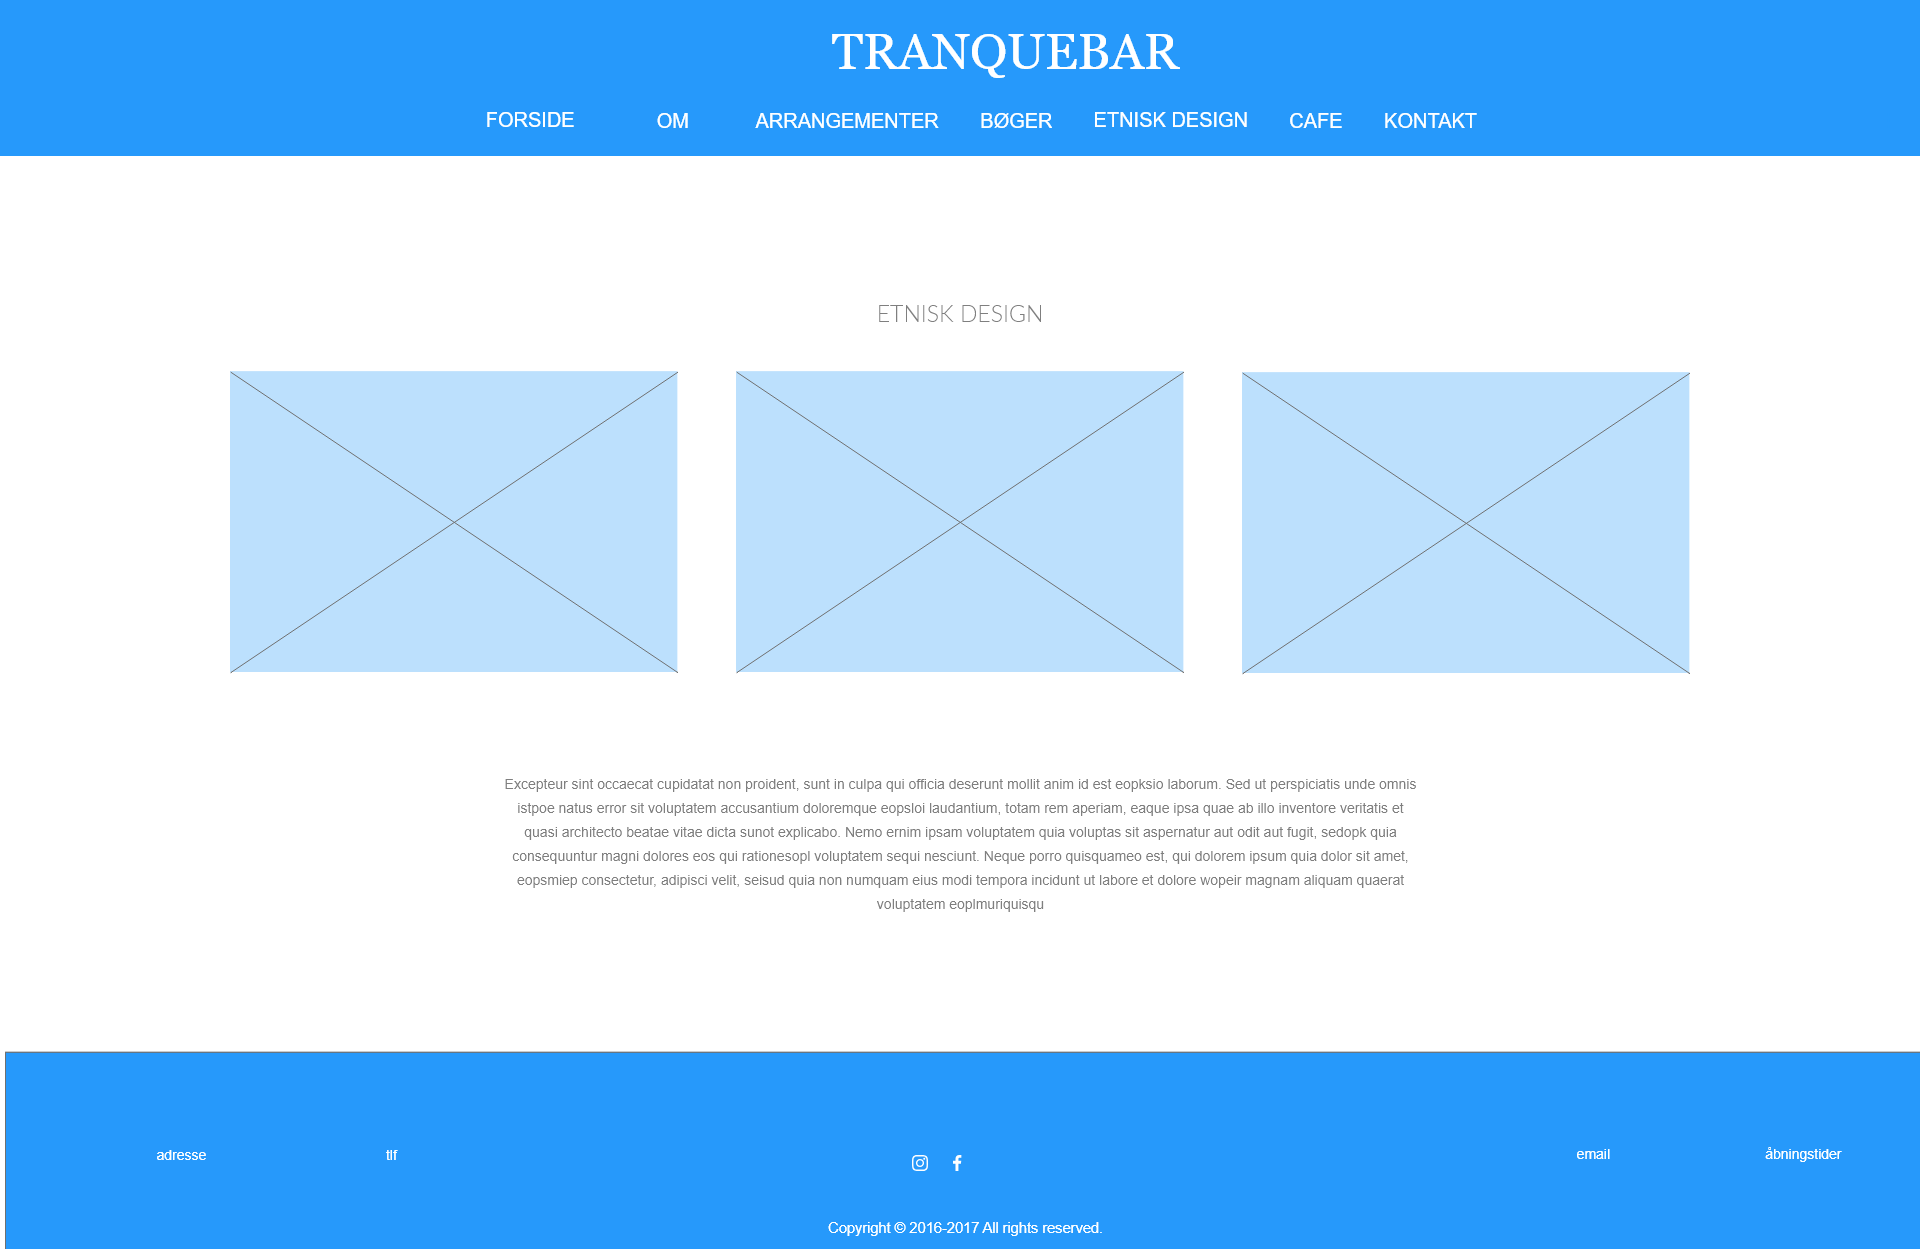 TRANQUEBAR
FORSIDE OM ARRANGEMENTER BØGER ETNISK DESIGN CAFE KONTAKT
ETNISK DESIGN
Excepteur sint occaecat cupidatat non proident, sunt in culpa qui officia deserunt mollit anim id est eopksio laborum. Sed ut perspiciatis unde omnis
istpoe natus error sit voluptatem accusantium doloremque eopsloi laudantium, totam rem aperiam, eaque ipsa quae ab illo inventore veritatis et
quasi architecto beatae vitae dicta sunot explicabo. Nemo ernim ipsam voluptatem quia voluptas sit aspernatur aut odit aut fugit, sedopk quia
consequuntur magni dolores eos qui rationesopl voluptatem sequi nesciunt. Neque porro quisquameo est, qui dolorem ipsum quia dolor sit amet,
eopsmiep consectetur, adipisci velit, seisud quia non numquam eius modi tempora incidunt ut labore et dolore wopeir magnam aliquam quaerat
voluptatem eoplmuriquisqu
adresse tlf email åbningstider
Copyright © 2016-2017 All rights reserved.